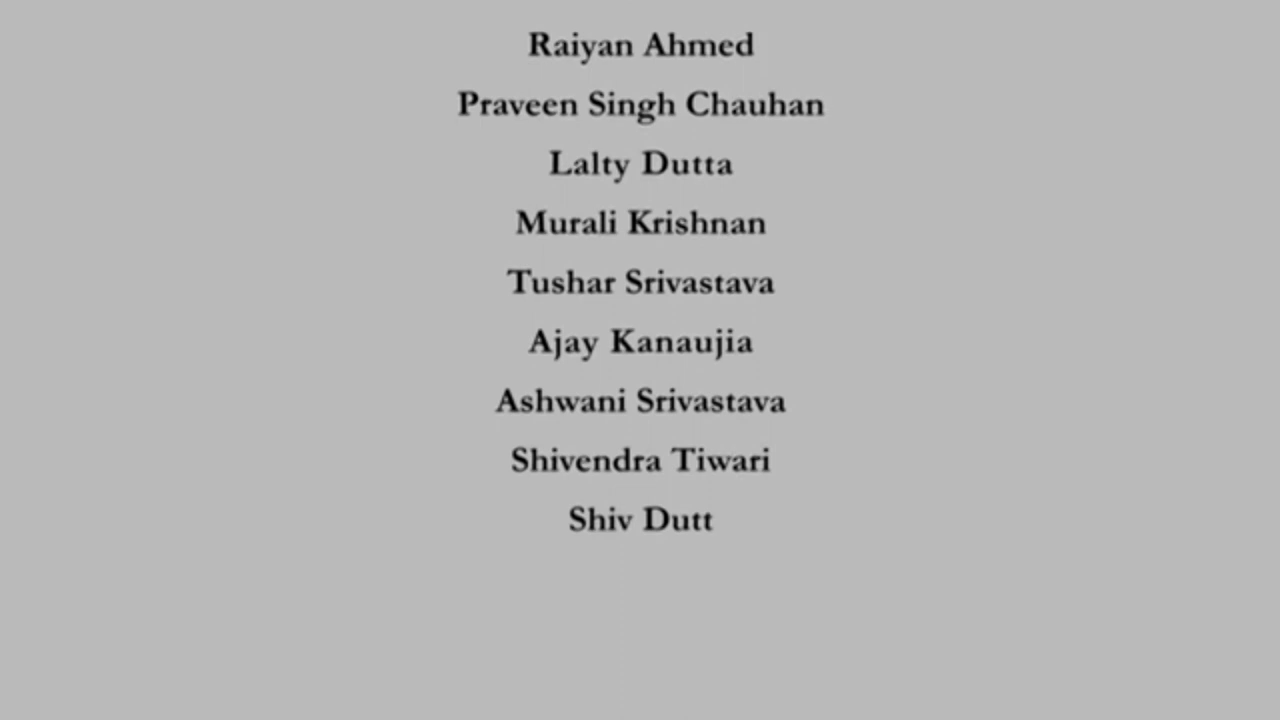 Raiyan Ahmed
Praveen Singh Chauhan
Lalty Dutta
Murali Krishnan
Tushar Srivastava
Ajay Kanaujia
Ashwani Srivastava
Shivendra Tiwari
Shiv Dutt